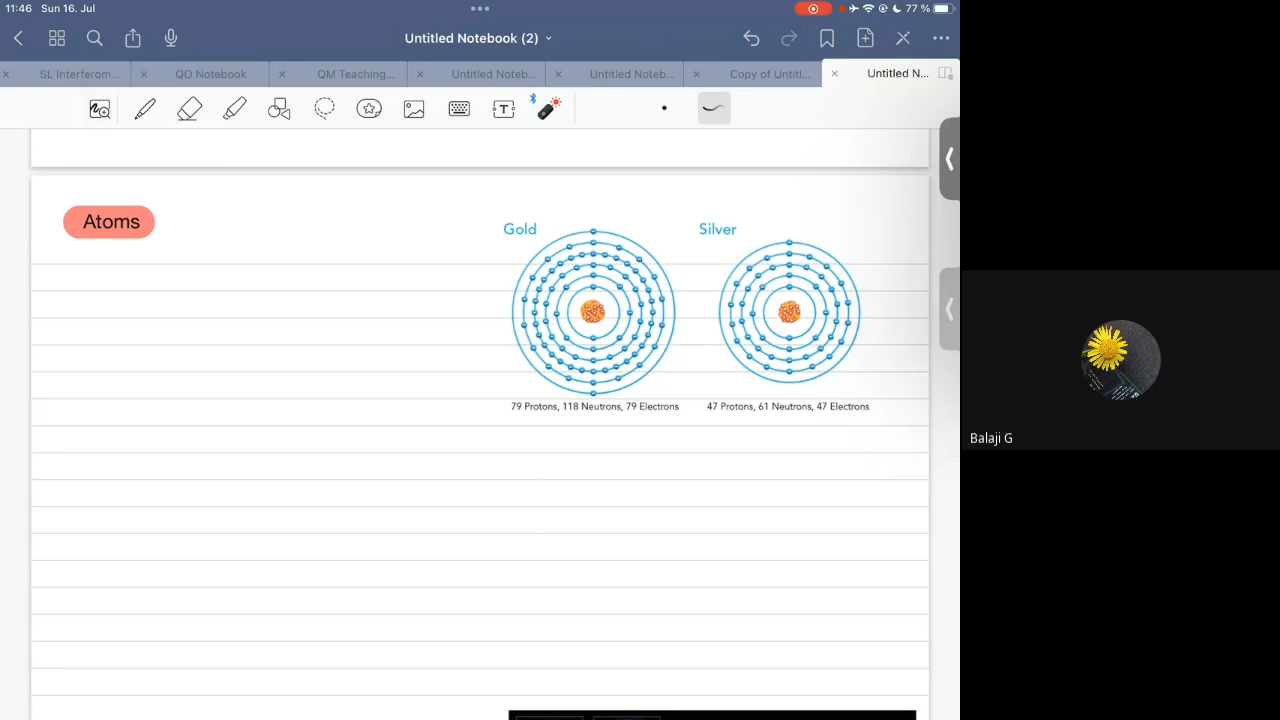 11:46 Sun 16. Jul
77 %
Untitled Notebook (2)
SL Interferom...
QO Notebook
QM Teaching...
Untitled Noteb...
Untitled Noteb...
Copy of Untitl...
Untitled N...
T
Atoms
Gold
Silver
79 Protons, 118 Neutrons, 79 Electrons
47 Protons, 61 Neutrons, 47 Electrons
Balaji G